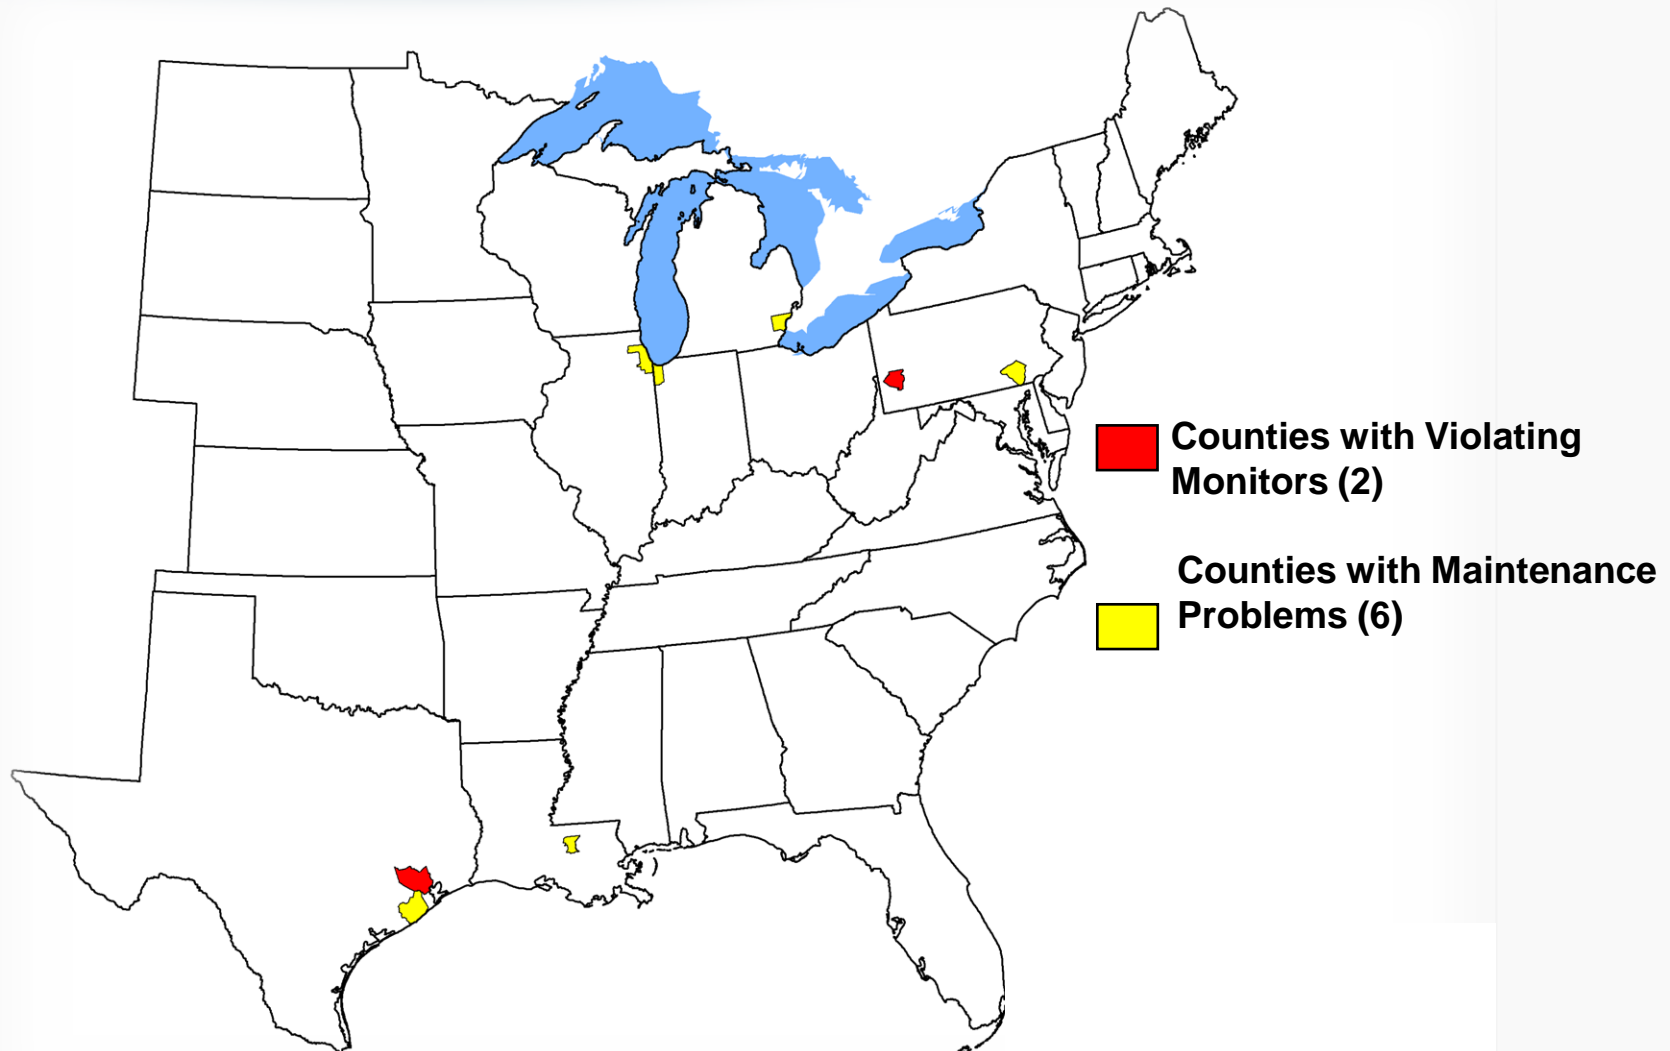 Counties with Violating
Monitors (2)
Counties with Maintenance
Problems (6)